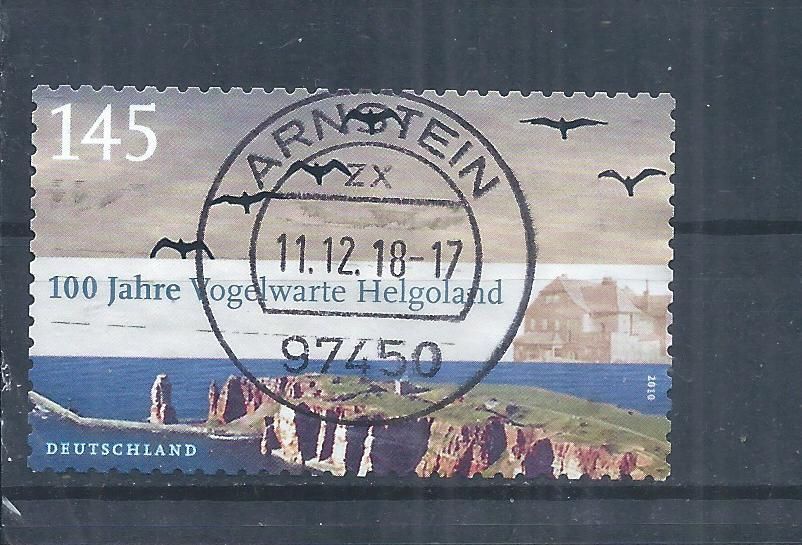 145
ARNSTEIN
ZX
11.12.18-17
100 Jahre Vogelwarte Helgoland
97450
2010
DEUTSCHLAND